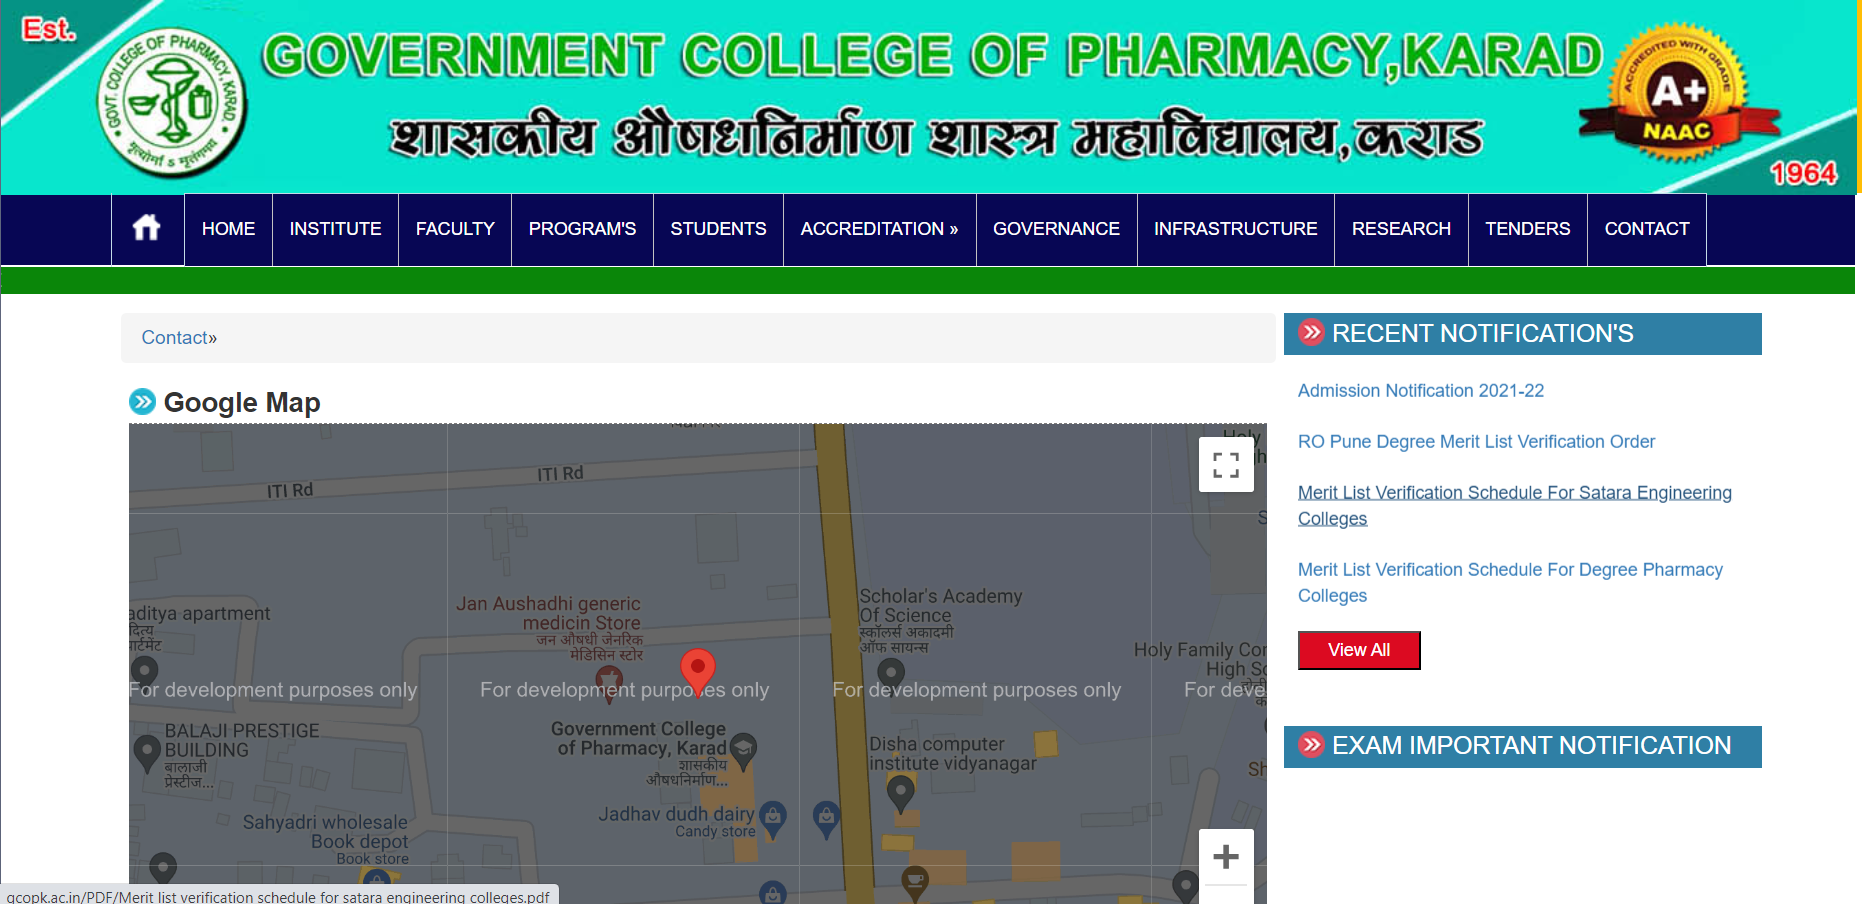 Est.
GOVT. COLLEGE OF PHARMACY, KARAD.
GOVERNMENT COLLEGE OF PHARMACY,KARAD
शासकीय औषधनिर्माण शास्त्र महाविद्यालय,कराड
ACCREDITED WITH GRADE
A+
NAAC
1964
HOME
INSTITUTE
FACULTY
PROGRAM'S
STUDENTS
ACCREDITATION »
GOVERNANCE
INFRASTRUCTURE
RESEARCH
TENDERS
CONTACT
Contact»
Google Map
ITI Rd
ITI Rd
Holy
aditya apartment
Jan Aushadhi generic
medicin Store
जन औषधी जेनरिक
मेडिसिन स्टोर
Scholar's Academy
Of Science
स्कॉलर्स अकादमी
ऑफ सायन्स
Holy Family Con
High Sc
For development purposes only
For development purposes only
For development purposes only
For deve
BALAJI PRESTIGE
BUILDING
बालाजी
प्रेस्टीज...
Government College
of Pharmacy, Karad
शासकीय
औषधनिर्माण...
Disha computer
institute vidyanagar
Sh
Jadhav dudh dairy
Candy store
Sahyadri wholesale
Book depot
Book store
RECENT NOTIFICATION'S
Admission Notification 2021-22
RO Pune Degree Merit List Verification Order
Merit List Verification Schedule For Satara Engineering
Colleges
Merit List Verification Schedule For Degree Pharmacy
Colleges
View All
EXAM IMPORTANT NOTIFICATION
gcopk.ac.in/PDF/Merit list verification schedule for satara engineering colleges.pdf